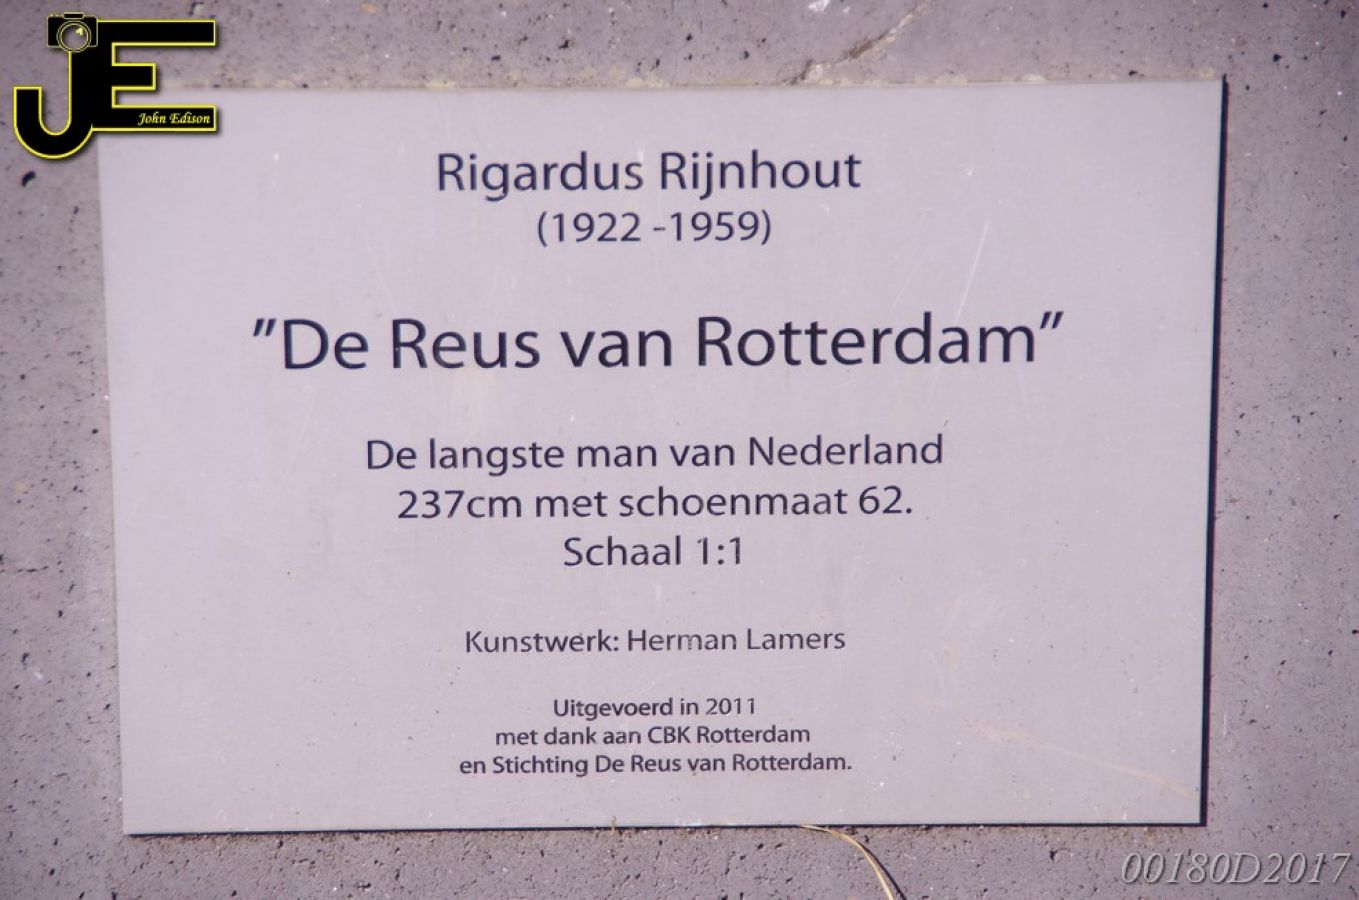 JE
John Edison
Rigardus Rijnhout
(1922 -1959)
"De Reus van Rotterdam"
De langste man van Nederland
237cm met schoenmaat 62.
Schaal 1:1
Kunstwerk: Herman Lamers
Uitgevoerd in 2011
met dank aan CBK Rotterdam
en Stichting De Reus van Rotterdam.
00180D2017